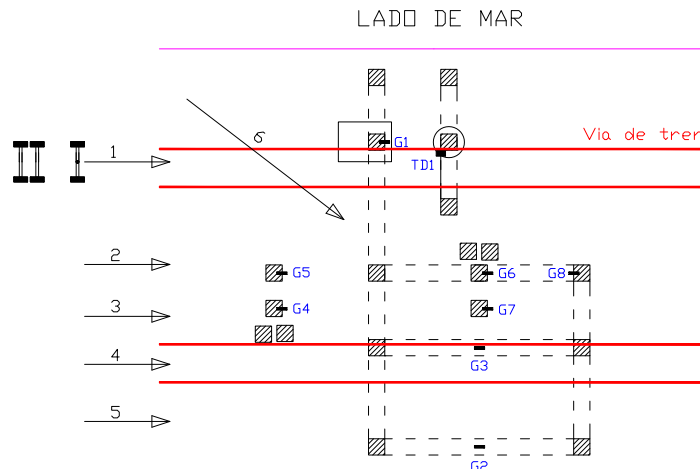 LADO DE MAR
6
G1
Via de tren
1
TD1
2
G5
G6
G8
3
G4
G7
4
G3
5
G2